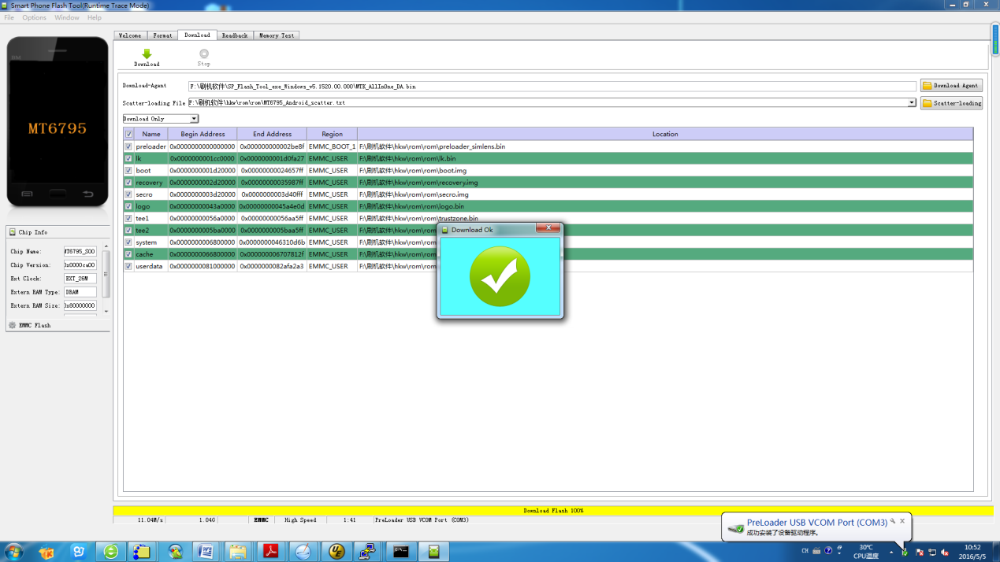 Smart Phone Flash Tool(Runtime Trace Mode)
File Options Window Help
Welcome Format Download Readback Memory Test
Download Stop
Download-Agent F:\刷机软件\SP_Flash_Tool_exe_Windows_v5.1520.00.000\MTK_AllInOne_DA.bin Download Agent
Scatter-loading File F:\刷机软件\hkw\rom\rom\MT6795_Android_scatter.txt Scatter-loading
Download Only
Name Begin Address End Address Region Location
preloader 0x0000000000000000 0x000000000002be8f EMMC_BOOT_1 F:\刷机软件\hkw\rom\rom\preloader_simlens.bin
lk 0x0000000001cc0000 0x0000000001d0fa27 EMMC_USER F:\刷机软件\hkw\rom\rom\lk.bin
boot 0x0000000001d20000 0x00000000024657ff EMMC_USER F:\刷机软件\hkw\rom\rom\boot.img
recovery 0x0000000002d20000 0x00000000035987ff EMMC_USER F:\刷机软件\hkw\rom\rom\recovery.img
secro 0x0000000003d20000 0x0000000003d40fff EMMC_USER F:\刷机软件\hkw\rom\rom\secro.img
logo 0x00000000043a0000 0x00000000045a4e0d EMMC_USER F:\刷机软件\hkw\rom\rom\logo.bin
tee1 0x00000000056a0000 0x00000000056aa5ff EMMC_USER F:\刷机软件\hkw\rom\rom\trustzone.bin
tee2 0x0000000005ba0000 0x0000000005baa5ff EMMC_USER F:\刷机软件\hkw\rom\rom
system 0x0000000006800000 0x0000000046310d6b EMMC_USER F:\刷机软件\hkw\rom\rom
cache 0x0000000066800000 0x000000006707812f EMMC_USER F:\刷机软件\hkw\rom\rom
userdata 0x0000000081000000 0x0000000082afa2a3 EMMC_USER F:\刷机软件\hkw\rom\rom
Download Ok
MT6795
Chip Info
Chip Name: MT6795_S00
Chip Version: 0x0000ca00
Ext Clock: EXT_26M
Extern RAM Type: DRAM
Extern RAM Size: 0x80000000
EMMC Flash
Download Flash 100%
11.04M/s 1.04G EMMC High Speed 1:41 PreLoader USB VCOM Port (COM3)
PreLoader USB VCOM Port (COM3)
成功安装了设备驱动程序。
CH 30℃ 10:52
CPU温度 2016/5/5